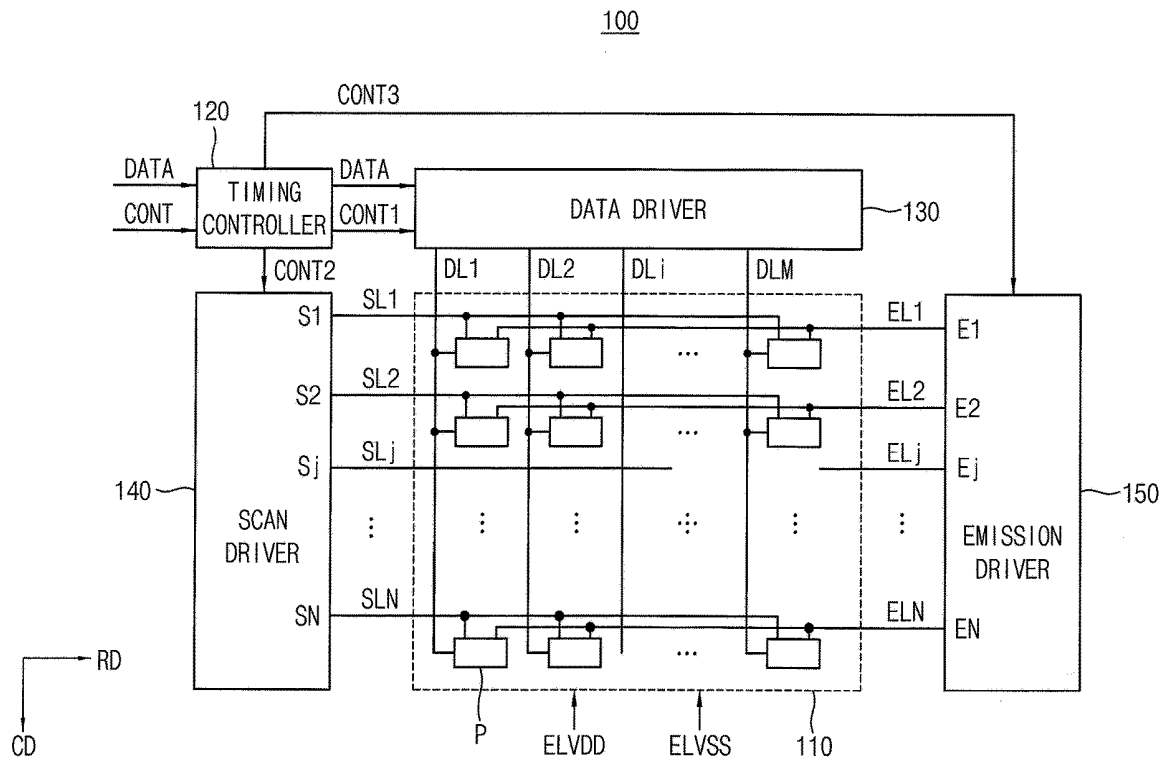 100
CONT3
120
DATA
DATA
TIMING
CONTROLLER
DATA DRIVER
130
CONT
CONT1
CONT2
DL1
DL2
DLi
DLM
S1
SL1
EL1
E1
S2
SL2
EL2
E2
Sj
SLj
ELj
Ej
140
150
SCAN
DRIVER
EMISSION
DRIVER
SN
SLN
ELN
EN
RD
CD
P
ELVDD
ELVSS
110